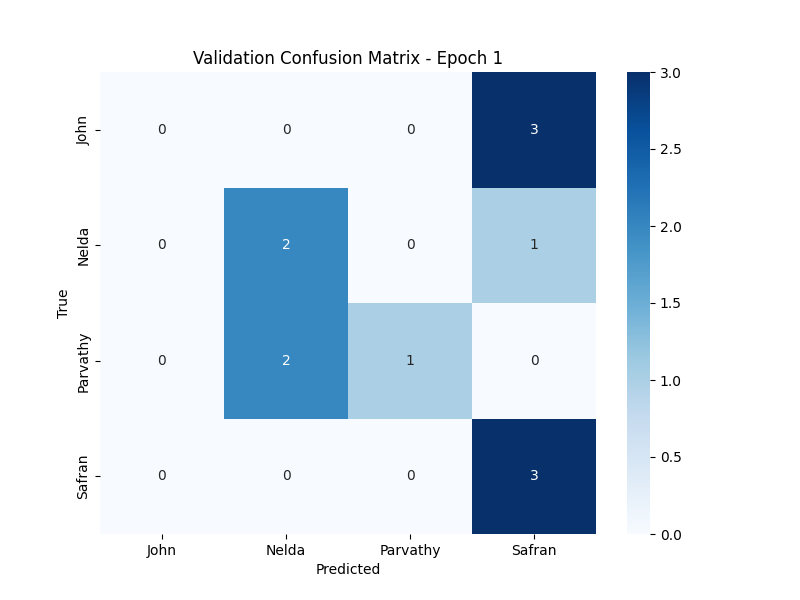 Validation Confusion Matrix - Epoch 1
True
John 0 0 0 3
Nelda 0 2 0 1
Parvathy 0 2 1 0
Safran 0 0 0 3
John Nelda Parvathy Safran
Predicted
3.0
2.5
2.0
1.5
1.0
0.5
0.0